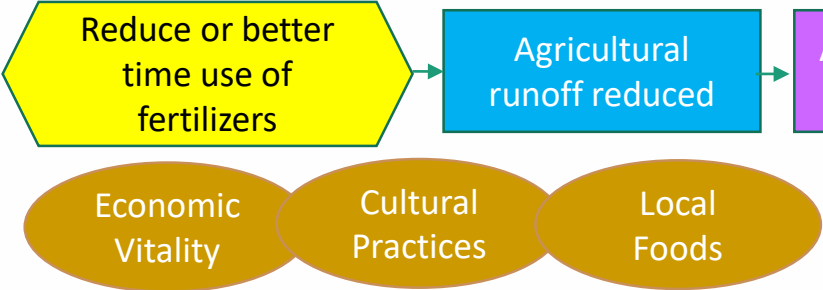 Reduce or better
time use of
fertilizers
Agricultural
runoff reduced
Economic
Vitality
Cultural
Practices
Local
Foods